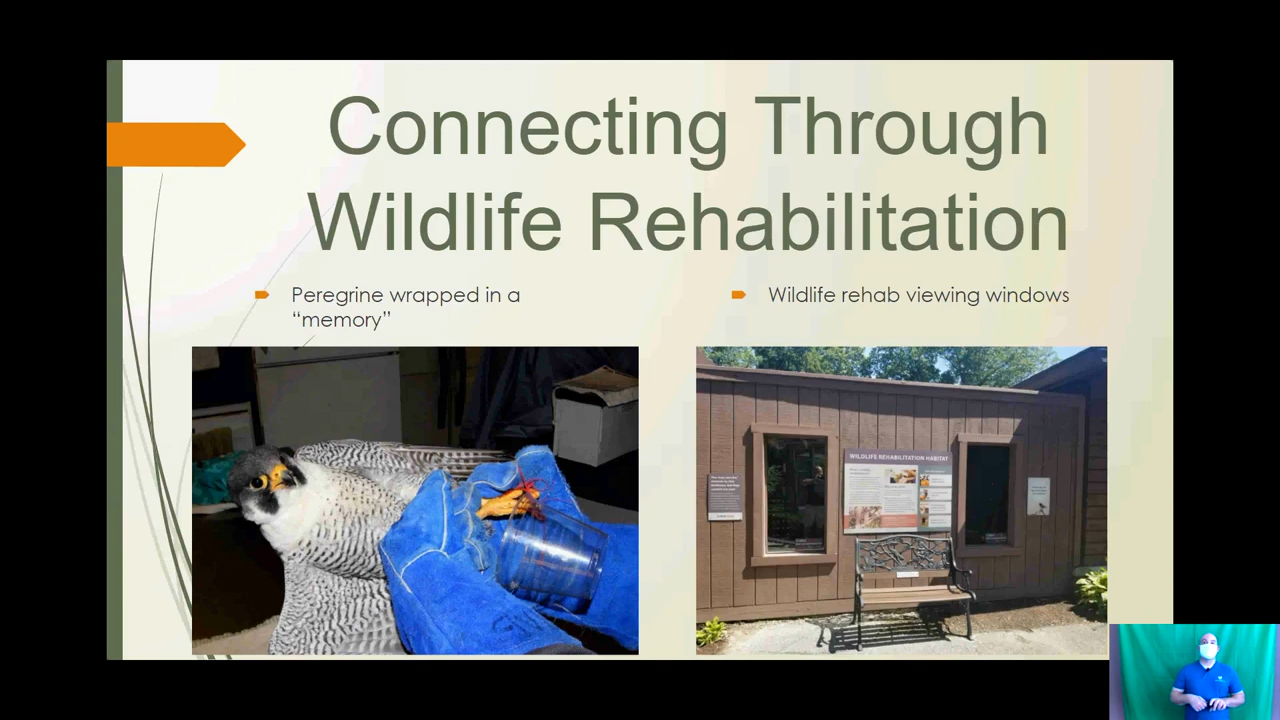 Connecting Through
Wildlife Rehabilitation
Peregrine wrapped in a
“memory”
Wildlife rehab viewing windows
WILDLIFE REHABILITATION HABITAT